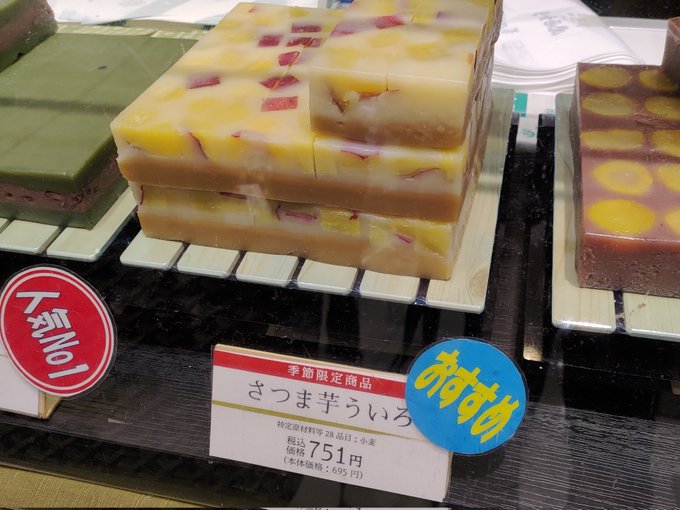 人気No1
季節限定商品
さつま芋ういろ
おすすめ
特定原材料等28品目:小麦
税込
価格 751円
(本体価格:695円)